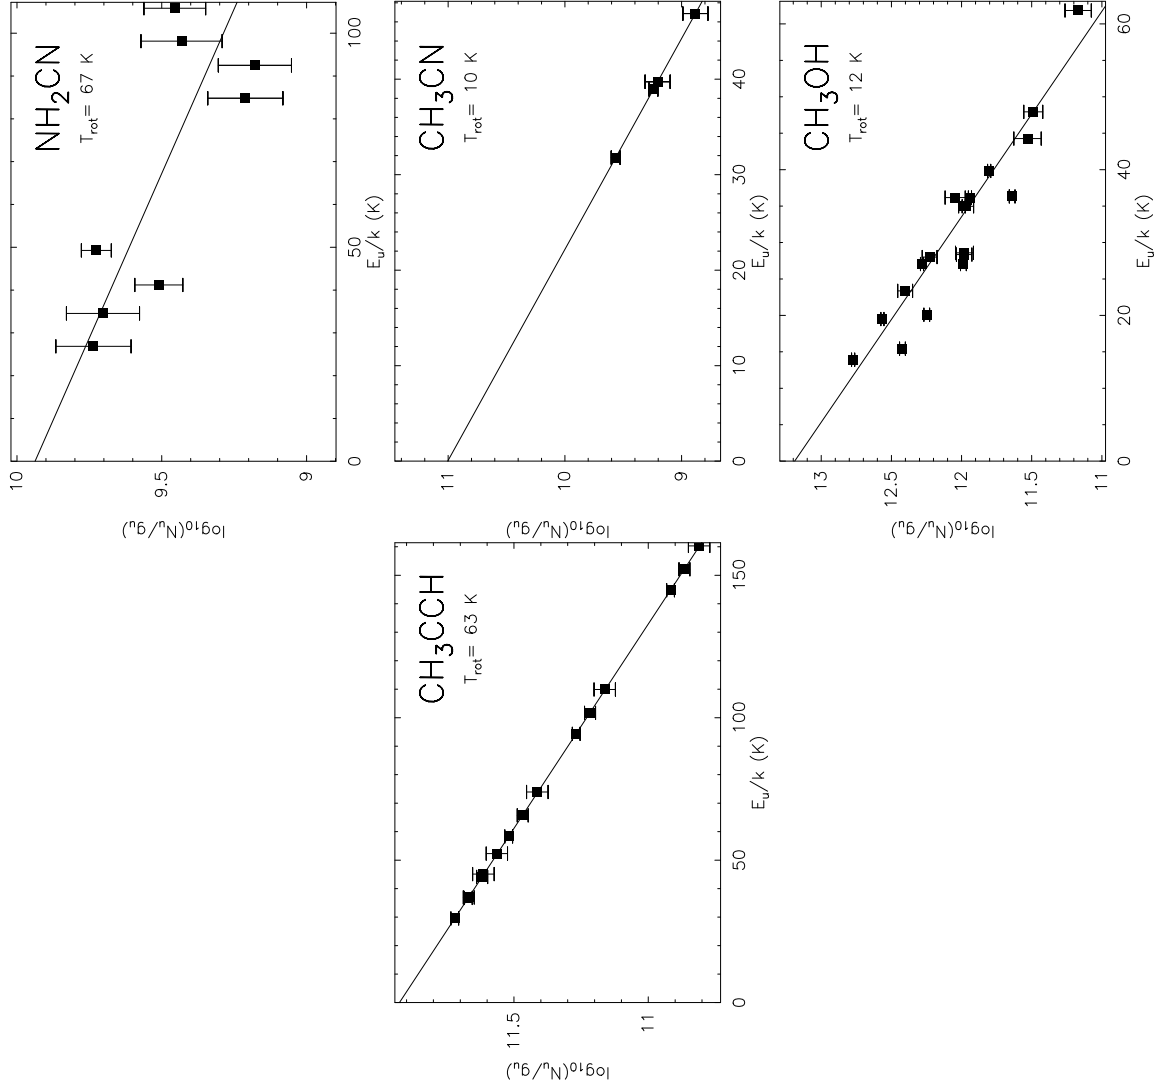 NH₂CN
Tᵣₒₜ= 67 K
10
9.5
9
0
50
100
Eᵤ/k (K)
log₁₀(Nᵤ/gᵤ)
CH₃CN
Tᵣₒₜ= 10 K
11
10
9
0
10
20
30
40
Eᵤ/k (K)
log₁₀(Nᵤ/gᵤ)
CH₃OH
Tᵣₒₜ= 12 K
13
12.5
12
11.5
11
0
20
40
60
Eᵤ/k (K)
log₁₀(Nᵤ/gᵤ)
CH₃CCH
Tᵣₒₜ= 63 K
11.5
11
0
50
100
150
Eᵤ/k (K)
log₁₀(Nᵤ/gᵤ)